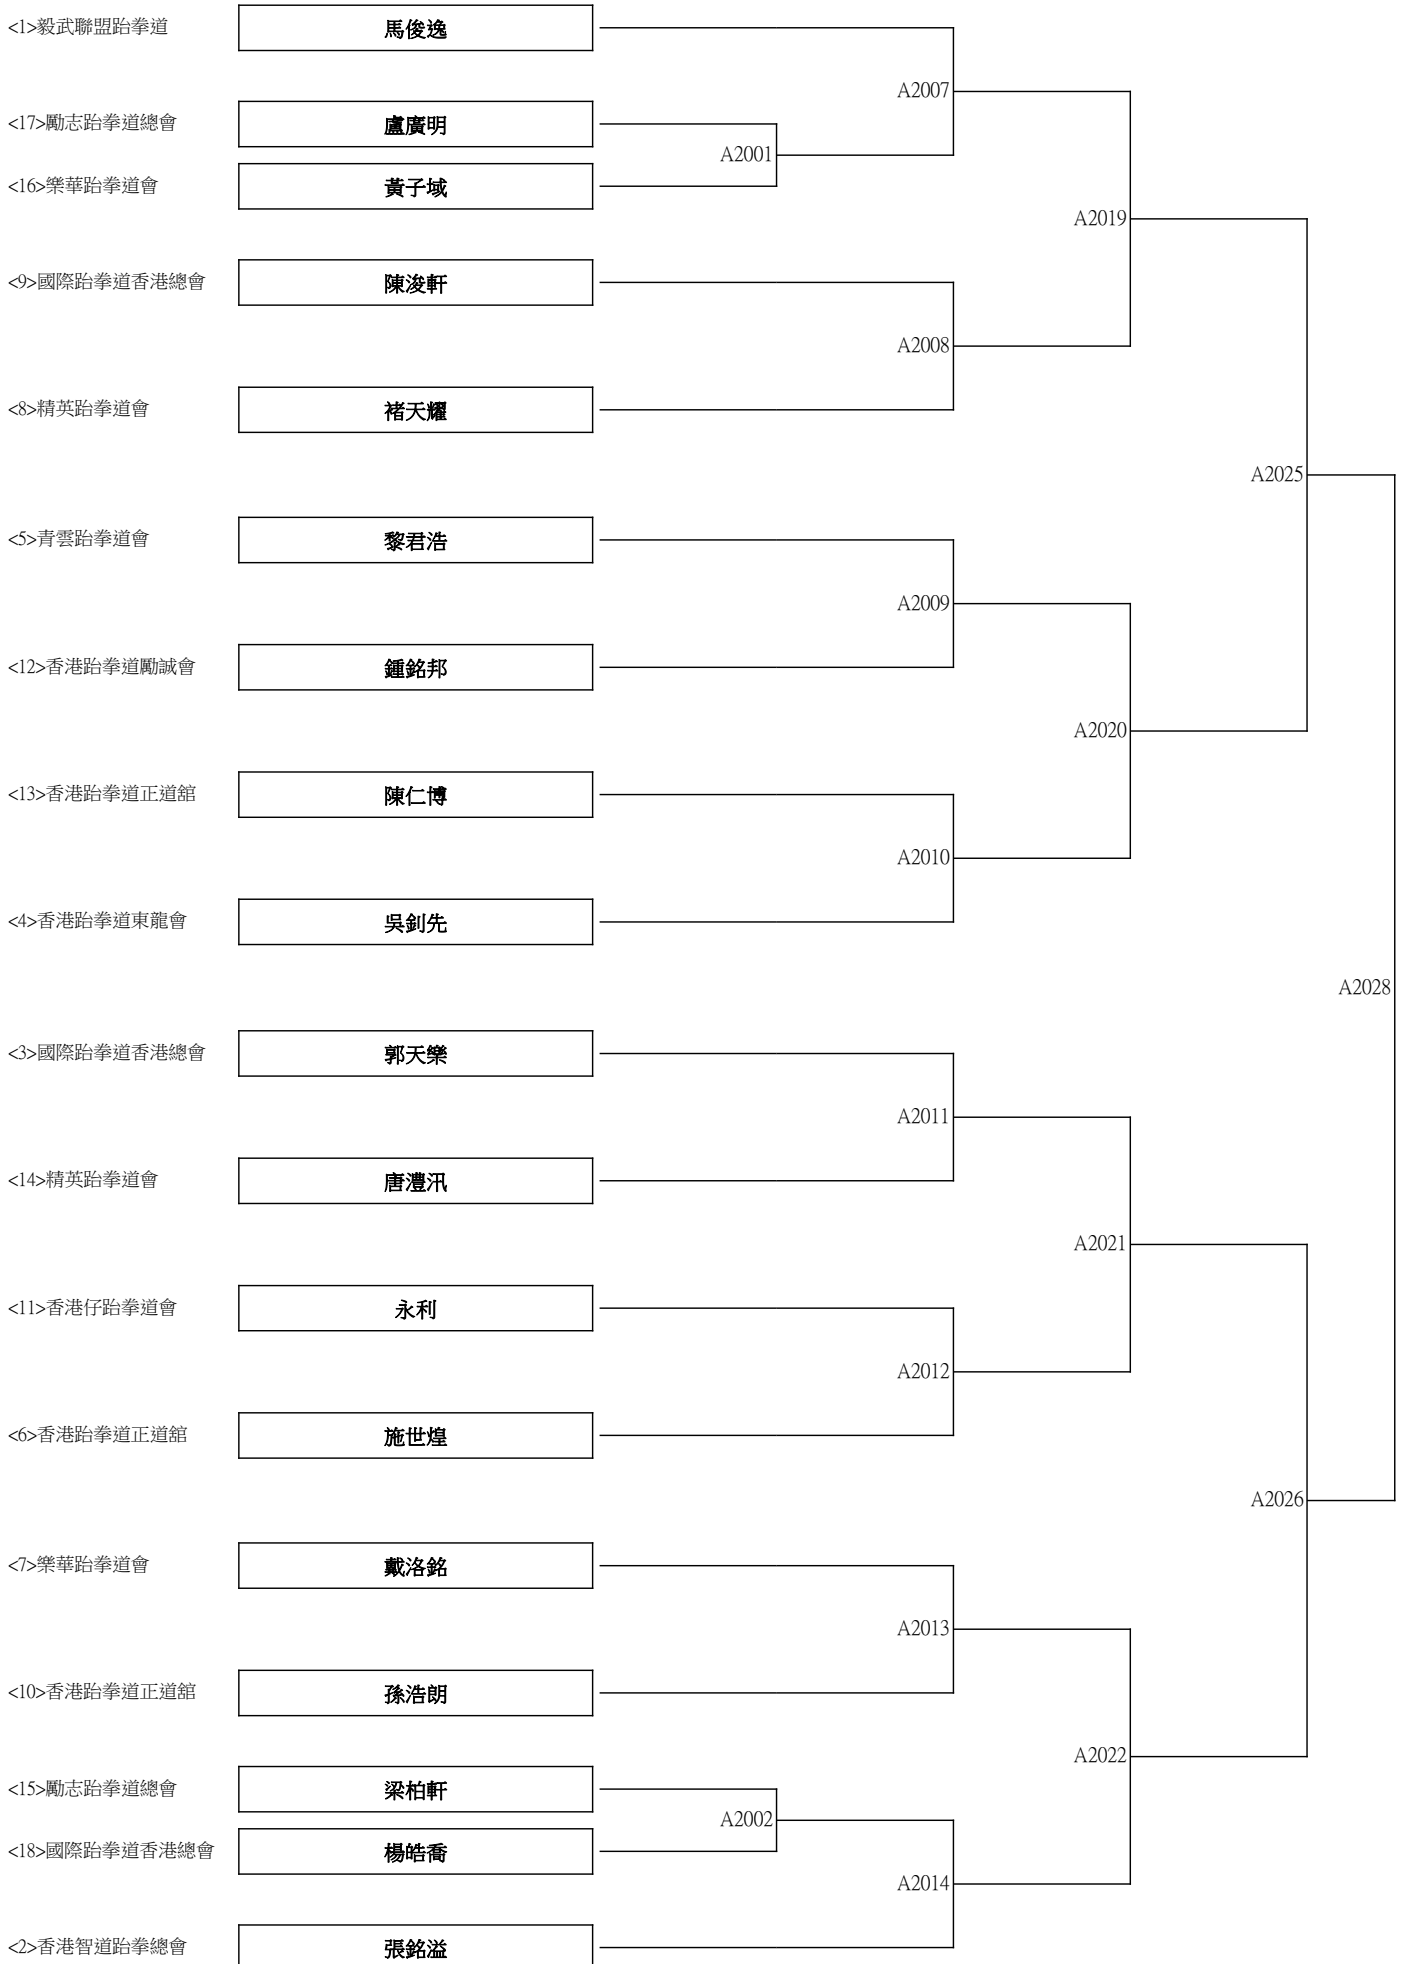 <1>毅武聯盟跆拳道 馬俊逸
A2007
<17>勵志跆拳道總會 盧廣明
A2001
<16>樂華跆拳道會 黃子域
A2019
<9>國際跆拳道香港總會 陳浚軒
A2008
<8>精英跆拳道會 褚天耀
A2025
<5>青雲跆拳道會 黎君浩
A2009
<12>香港跆拳道勵誠會 鍾銘邦
A2020
<13>香港跆拳道正道舘 陳仁博
A2010
<4>香港跆拳道東龍會 吳釗先
A2028
<3>國際跆拳道香港總會 郭天樂
A2011
<14>精英跆拳道會 唐灃汛
A2021
<11>香港仔跆拳道會 永利
A2012
<6>香港跆拳道正道舘 施世煌
A2026
<7>樂華跆拳道會 戴洛銘
A2013
<10>香港跆拳道正道舘 孫浩朗
A2022
<15>勵志跆拳道總會 梁柏軒
A2002
<18>國際跆拳道香港總會 楊皓喬
A2014
<2>香港智道跆拳總會 張銘溢